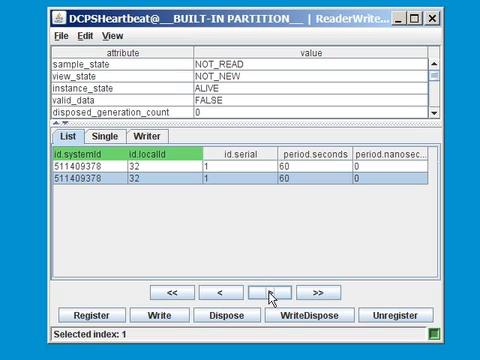 DCPSHeartbeat@__BUILT-IN PARTITION__ | ReaderWrite...
File Edit View
attribute value
sample_state NOT_READ
view_state NOT_NEW
instance_state ALIVE
valid_data FALSE
disposed_generation_count 0
List Single Writer
id.systemId id.localId id.serial period.seconds period.nanosec...
511409378 32 1 60 0
511409378 32 1 60 0
<< < > >>
Register Write Dispose WriteDispose Unregister
Selected index: 1